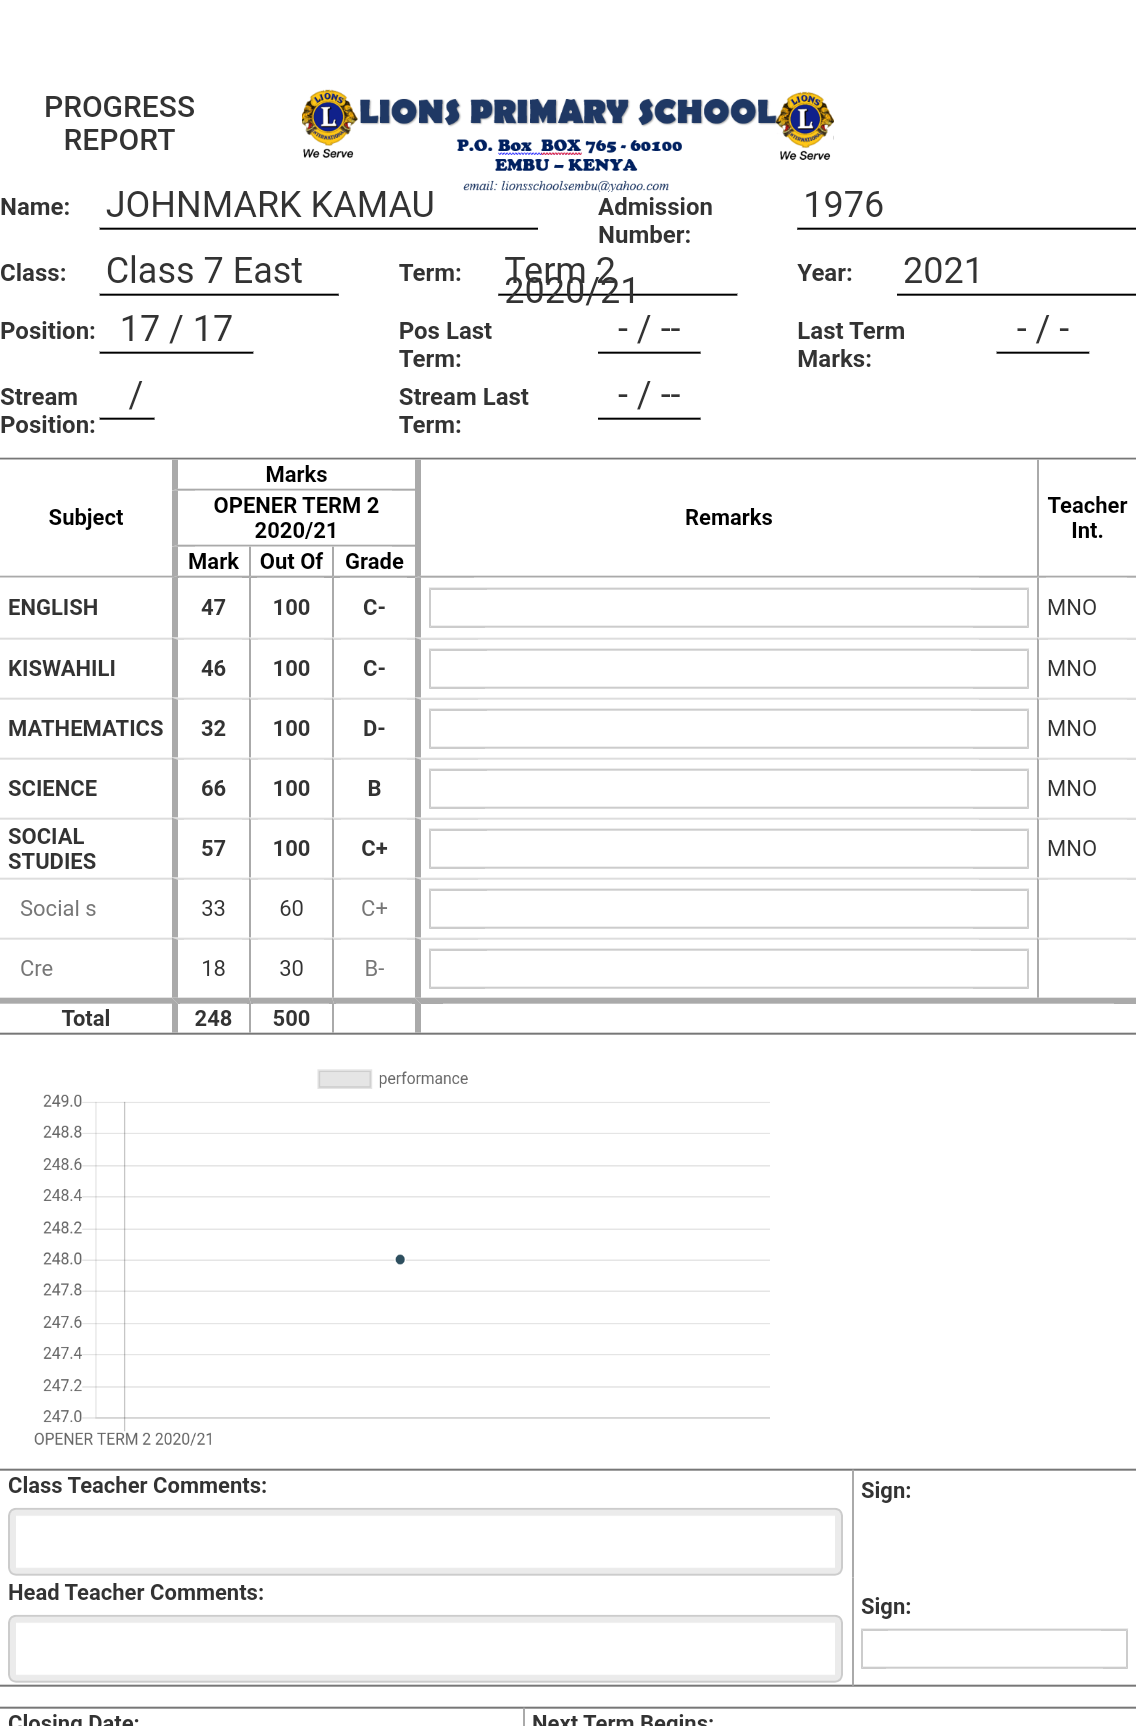 PROGRESS
REPORT
LIONS PRIMARY SCHOOL
P.O. Box BOX 765 - 60100
EMBU – KENYA
email: lionsschoolsembu@yahoo.com
LIONS
L
INTERNATIONAL
We Serve
LIONS
L
INTERNATIONAL
We Serve
Name: JOHNMARK KAMAU Admission Number: 1976
Class: Class 7 East Term: Term 2 2020/21 Year: 2021
Position: 17 / 17 Pos Last Term: - / -- Last Term Marks: - / -
Stream Position: / Stream Last Term: - / --
Subject Marks Remarks Teacher Int.
OPENER TERM 2 2020/21
Mark Out Of Grade
ENGLISH 47 100 C- MNO
KISWAHILI 46 100 C- MNO
MATHEMATICS 32 100 D- MNO
SCIENCE 66 100 B MNO
SOCIAL STUDIES 57 100 C+ MNO
Social s 33 60 C+
Cre 18 30 B-
Total 248 500
performance
249.0
248.8
248.6
248.4
248.2
248.0
247.8
247.6
247.4
247.2
247.0
OPENER TERM 2 2020/21
Class Teacher Comments: Sign:
Head Teacher Comments: Sign:
Closing Date: Next Term Begins: